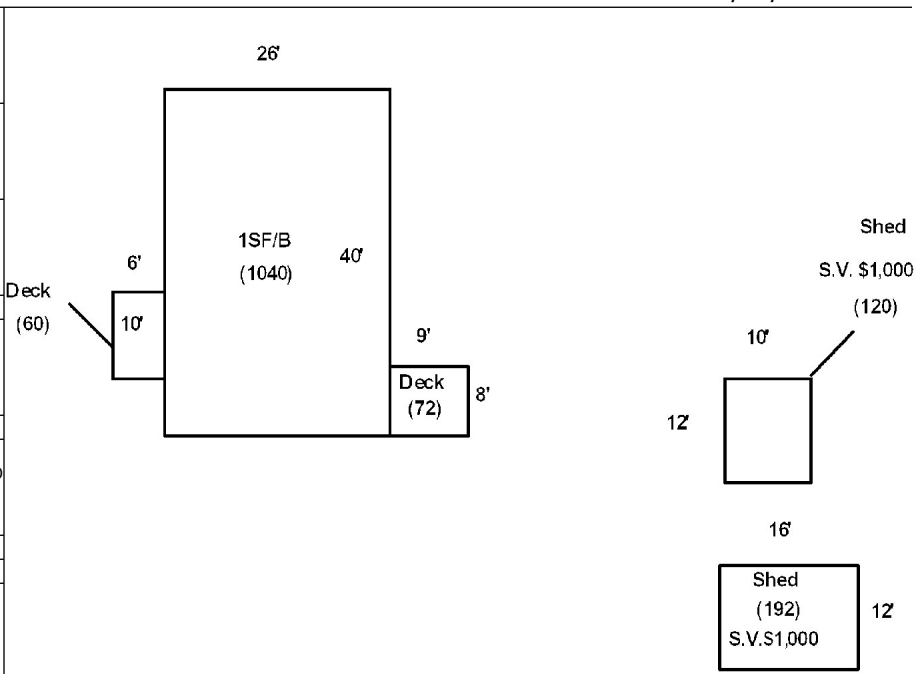 26'
1SF/B
(1040)
40'
6'
Deck
(60)
10'
9'
Deck
(72)
8'
Shed
S.V. $1,000
(120)
10'
12'
16'
Shed
(192)
S.V.$1,000
12'